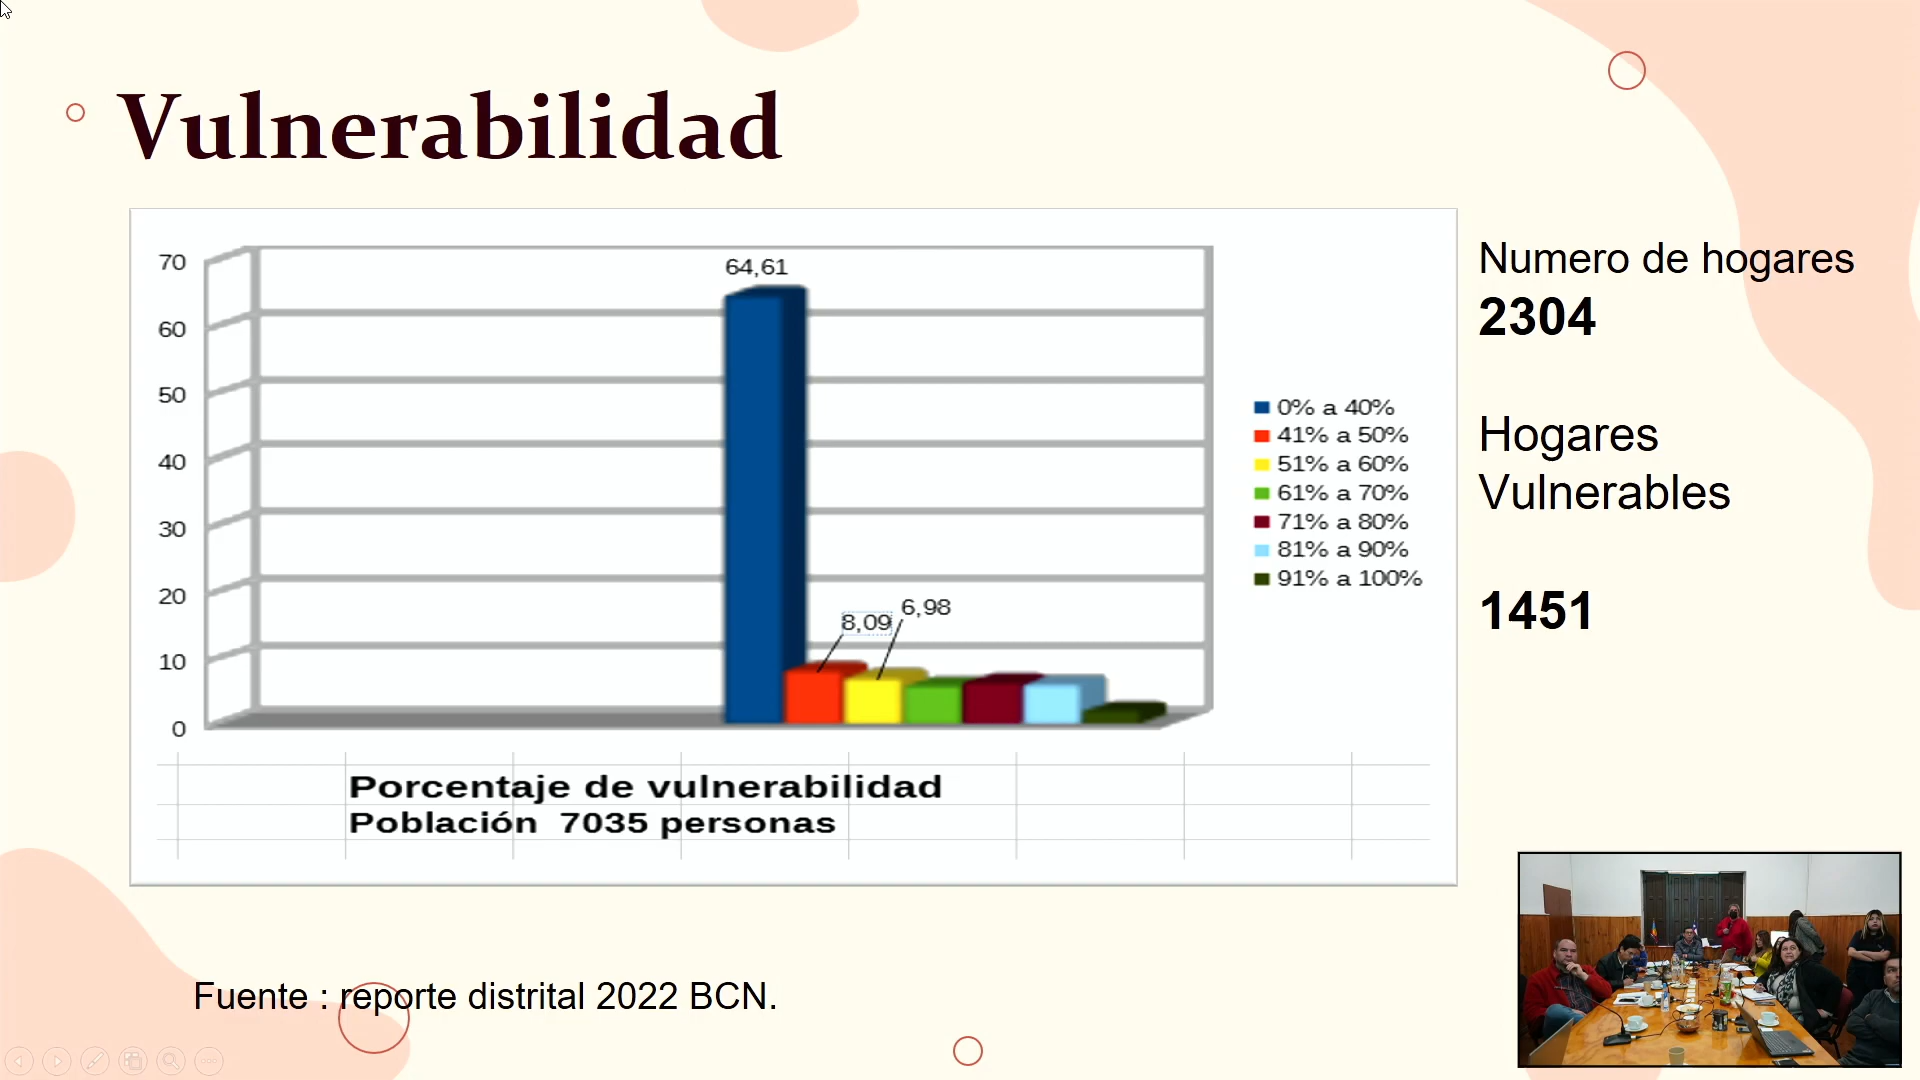 Vulnerabilidad
70
60
50
40
30
20
10
0
64,61
8,09
6,98
0% a 40%
41% a 50%
51% a 60%
61% a 70%
71% a 80%
81% a 90%
91% a 100%
Porcentaje de vulnerabilidad
Población 7035 personas
Numero de hogares
2304
Hogares
Vulnerables
1451
Fuente : reporte distrital 2022 BCN.